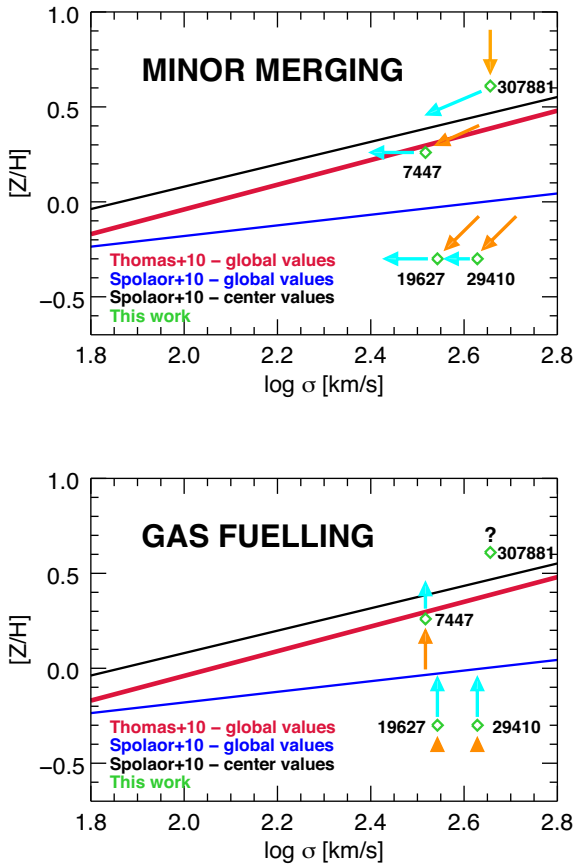 MINOR MERGING
1.0
0.5
0.0
−0.5
[Z/H]
307881
7447
19627
29410
Thomas+10 − global values
Spolaor+10 − global values
Spolaor+10 − center values
This work
1.8 2.0 2.2 2.4 2.6 2.8
log σ [km/s]
GAS FUELLING
1.0
0.5
0.0
−0.5
[Z/H]
?
307881
7447
19627
29410
Thomas+10 − global values
Spolaor+10 − global values
Spolaor+10 − center values
This work
1.8 2.0 2.2 2.4 2.6 2.8
log σ [km/s]